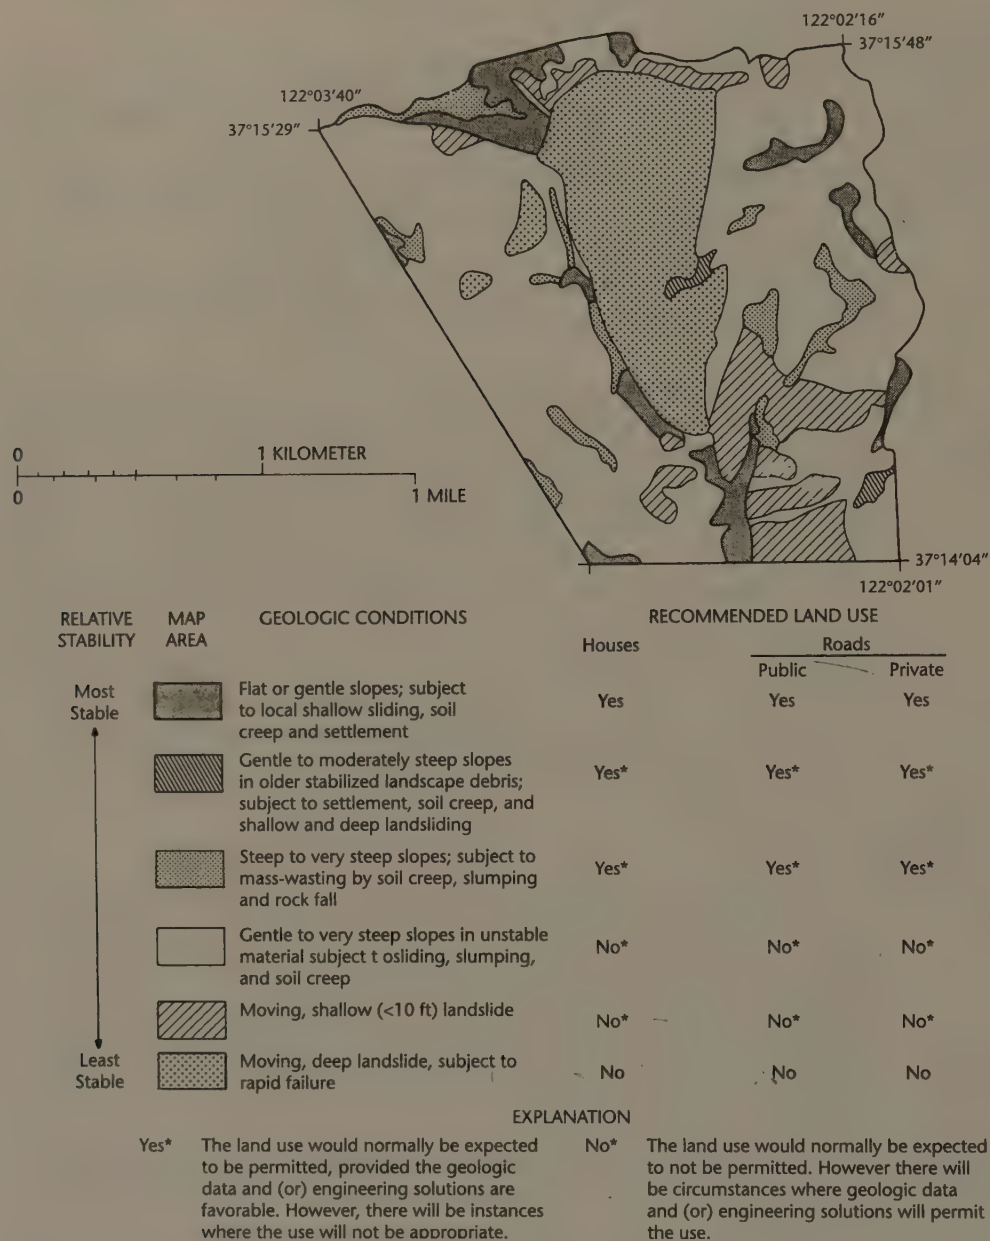 122°02'16"
37°15'48"
122°03'40"
37°15'29"
0 1 KILOMETER
0 1 MILE
37°14'04"
122°02'01"
RELATIVE STABILITY MAP AREA GEOLOGIC CONDITIONS RECOMMENDED LAND USE
Houses Roads
Public Private
Most Stable
Flat or gentle slopes; subject
to local shallow sliding, soil
creep and settlement
Yes Yes Yes
Gentle to moderately steep slopes
in older stabilized landscape debris;
subject to settlement, soil creep, and
shallow and deep landsliding
Yes* Yes* Yes*
Steep to very steep slopes; subject to
mass-wasting by soil creep, slumping
and rock fall
Yes* Yes* Yes*
Gentle to very steep slopes in unstable
material subject t osliding, slumping,
and soil creep
No* No* No*
Moving, shallow (<10 ft) landslide
No* No* No*
Least Stable
Moving, deep landslide, subject to
rapid failure
No No No
EXPLANATION
Yes* The land use would normally be expected
to be permitted, provided the geologic
data and (or) engineering solutions are
favorable. However, there will be instances
where the use will not be appropriate.
No* The land use would normally be expected
to not be permitted. However there will
be circumstances where geologic data
and (or) engineering solutions will permit
the use.